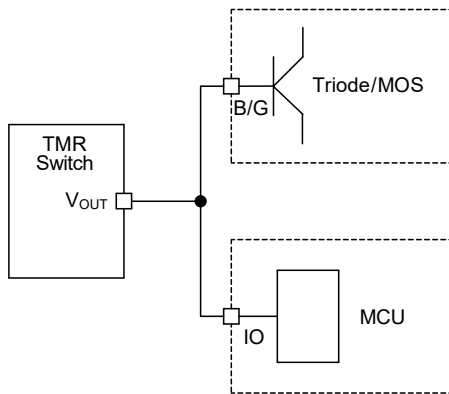 Triode/MOS
B/G
TMR
Switch
VOUT
MCU
IO